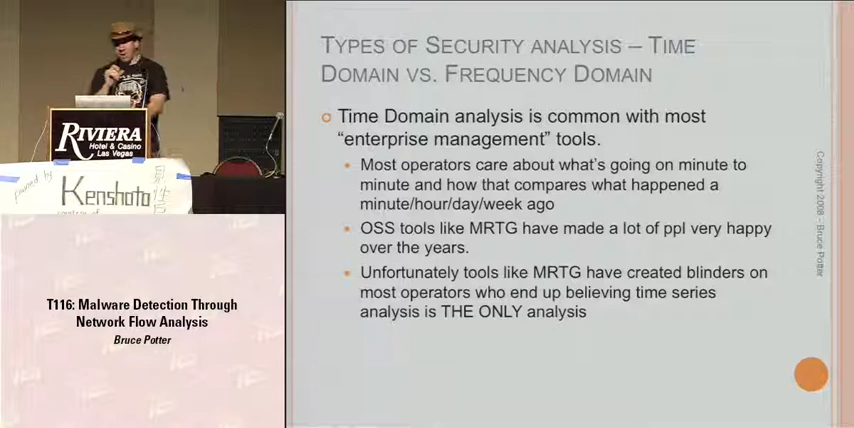 RIVIERA
Hotel & Casino
Las Vegas
pwned by
Kenshoto
見
性
T116: Malware Detection Through
Network Flow Analysis
Bruce Potter
TYPES OF SECURITY ANALYSIS – TIME
DOMAIN VS. FREQUENCY DOMAIN
Time Domain analysis is common with most
“enterprise management” tools.
Most operators care about what’s going on minute to
minute and how that compares what happened a
minute/hour/day/week ago
OSS tools like MRTG have made a lot of ppl very happy
over the years.
Unfortunately tools like MRTG have created blinders on
most operators who end up believing time series
analysis is THE ONLY analysis
Copyright 2008 - Bruce Potter